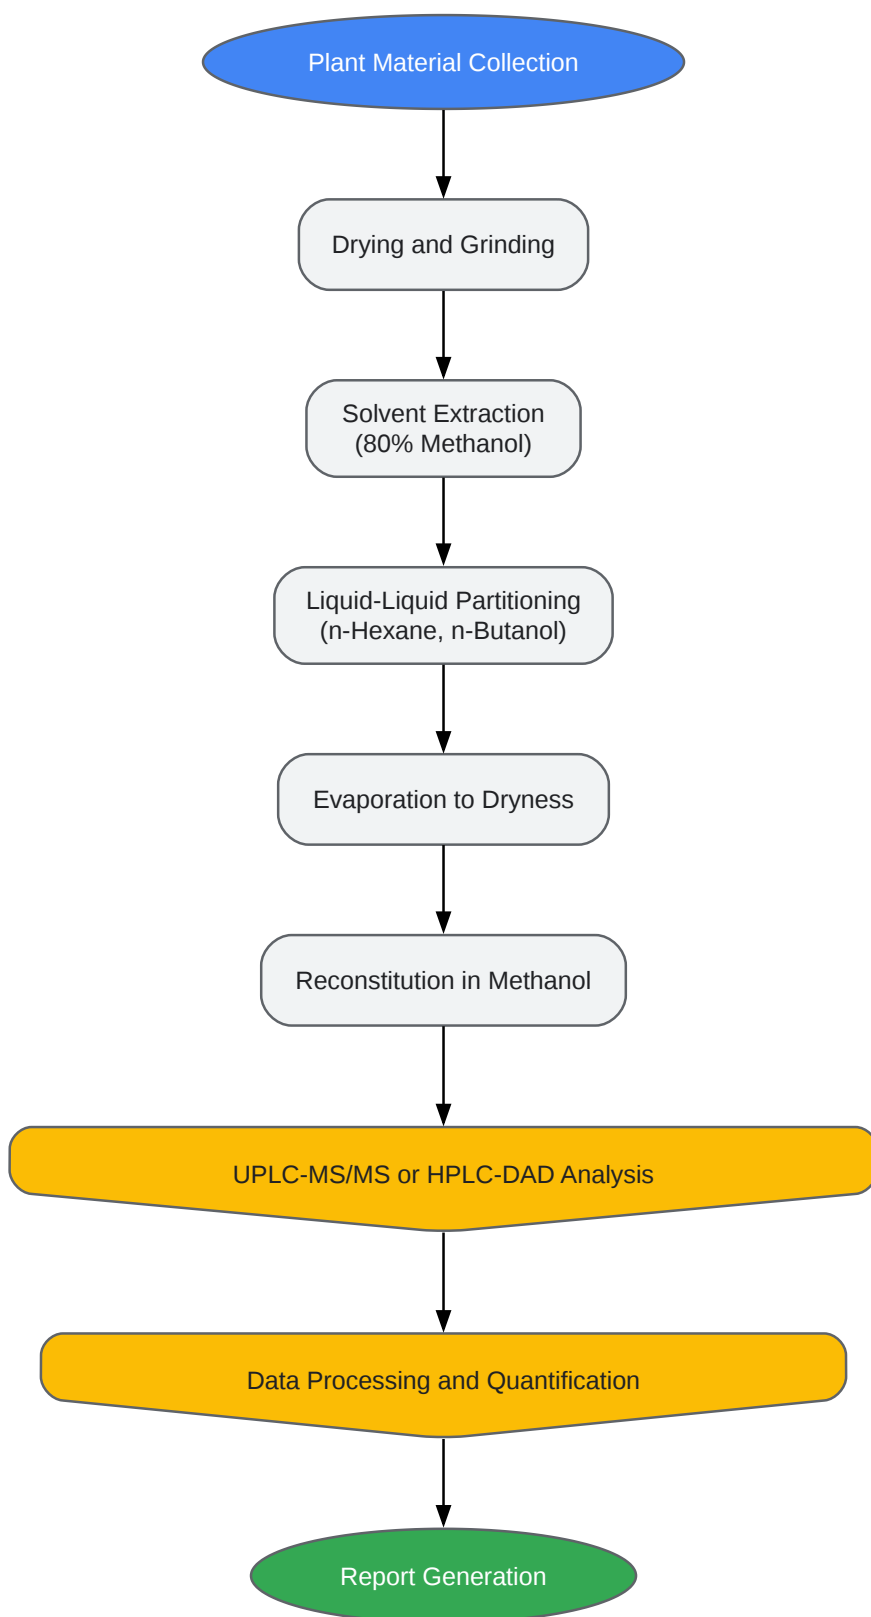 Plant Material Collection
Drying and Grinding
Solvent Extraction
(80% Methanol)
Liquid-Liquid Partitioning
(n-Hexane, n-Butanol)
Evaporation to Dryness
Reconstitution in Methanol
UPLC-MS/MS or HPLC-DAD Analysis
Data Processing and Quantification
Report Generation